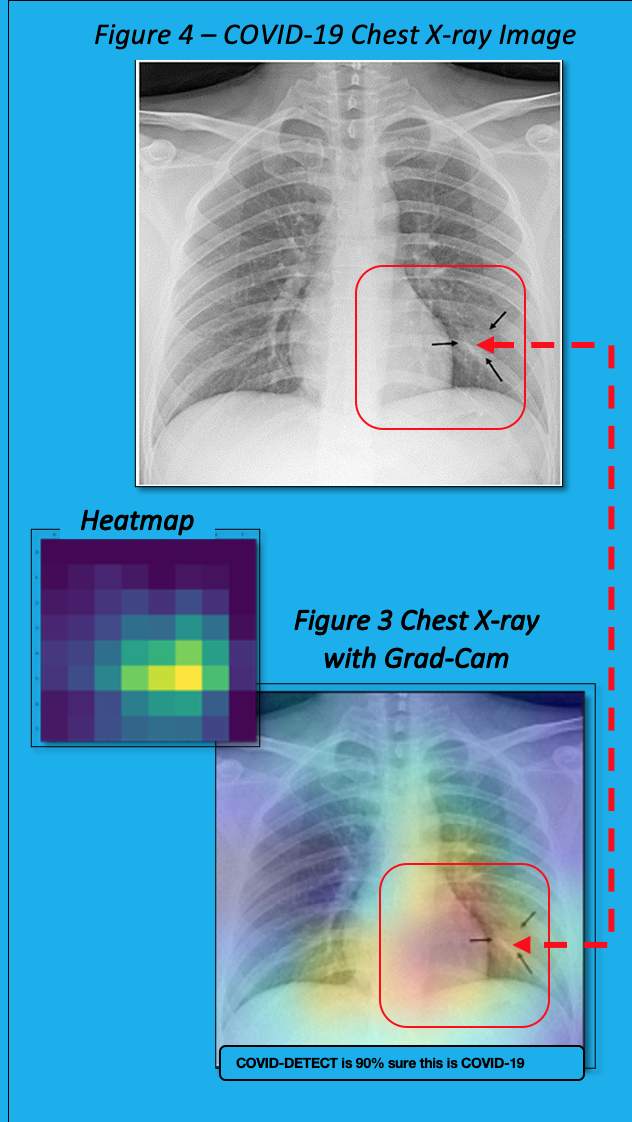 Figure 4 – COVID-19 Chest X-ray Image
Heatmap
Figure 3 Chest X-ray
with Grad-Cam
COVID-DETECT is 90% sure this is COVID-19